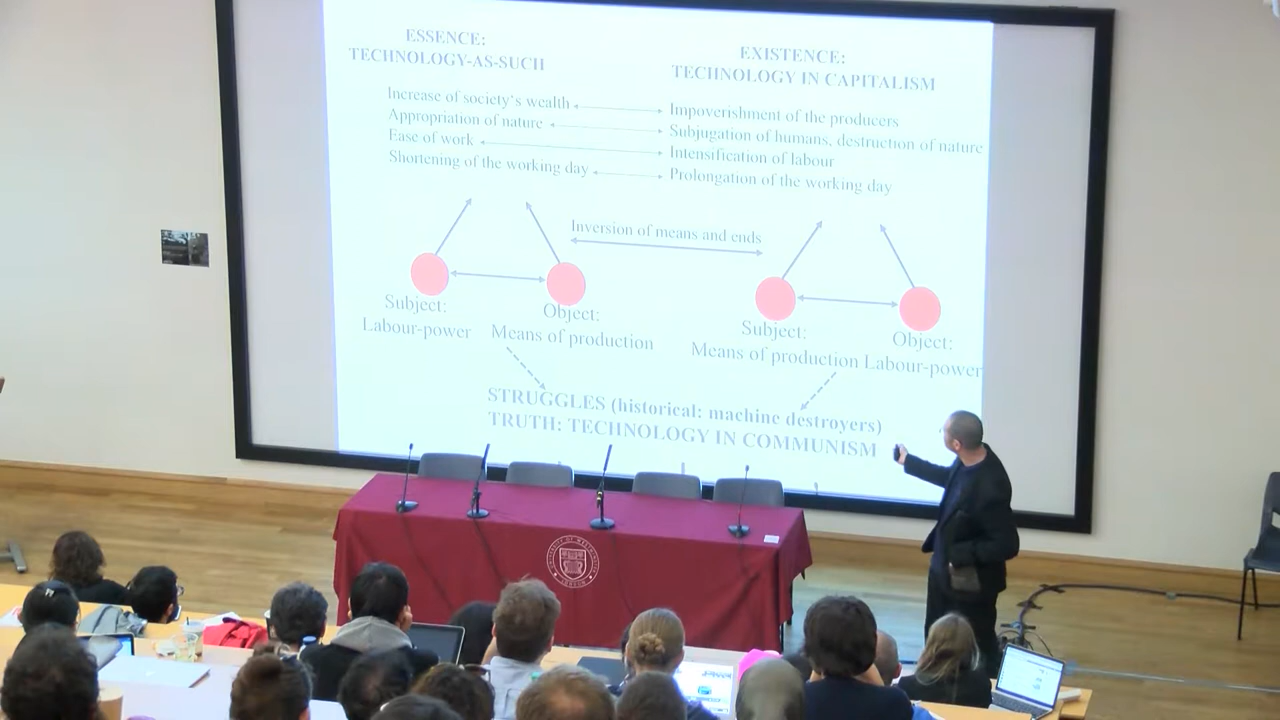 ESSENCE:
TECHNOLOGY-AS-SUCH
Increase of society's wealth
Appropriation of nature
Ease of work
Shortening of the working day
EXISTENCE:
TECHNOLOGY IN CAPITALISM
Impoverishment of the producers
Subjugation of humans, destruction of nature
Intensification of labour
Prolongation of the working day
Inversion of means and ends
Subject:
Labour-power
Object:
Means of production
Subject:
Means of production
Object:
Labour-power
STRUGGLES (historical: machine destroyers)
TRUTH: TECHNOLOGY IN COMMUNISM